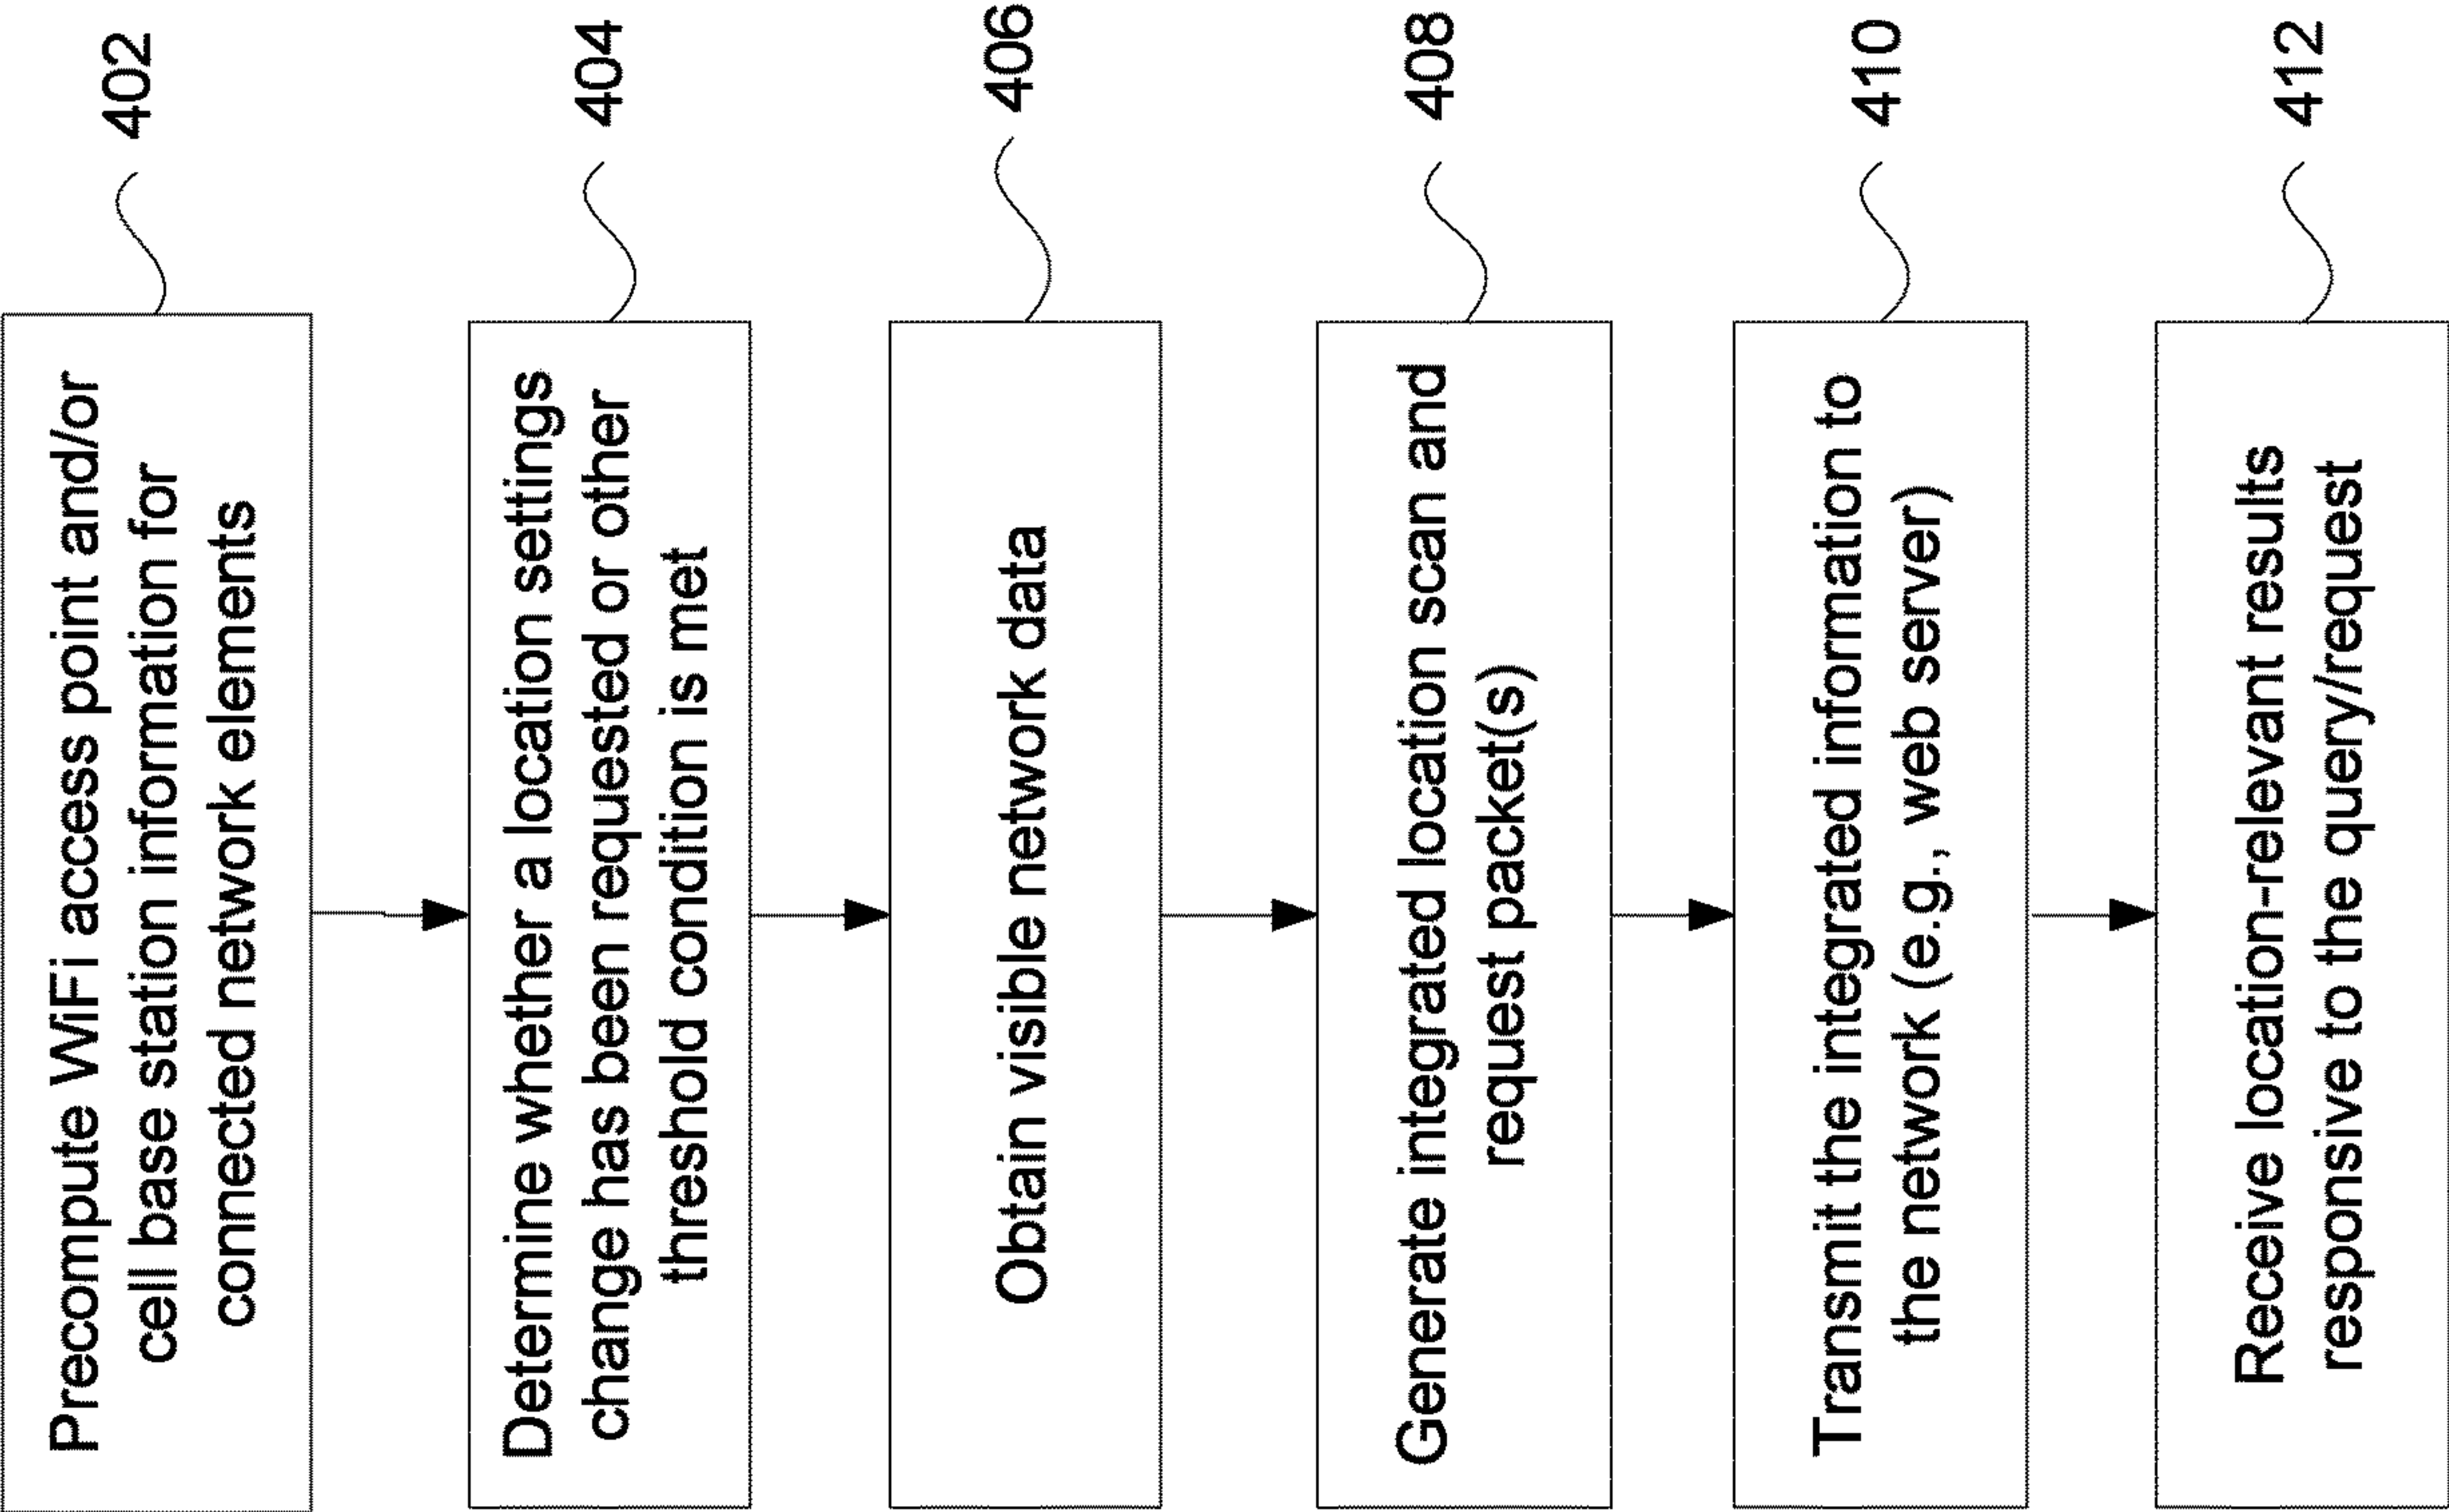 Precompute WiFi access point and/or
cell base station information for
connected network elements
402
Determine whether a location settings
change has been requested or other
threshold condition is met
404
Obtain visible network data
406
Generate integrated location scan and
request packet(s)
408
Transmit the integrated information to
the network (e.g., web server)
410
Receive location-relevant results
responsive to the query/request
412